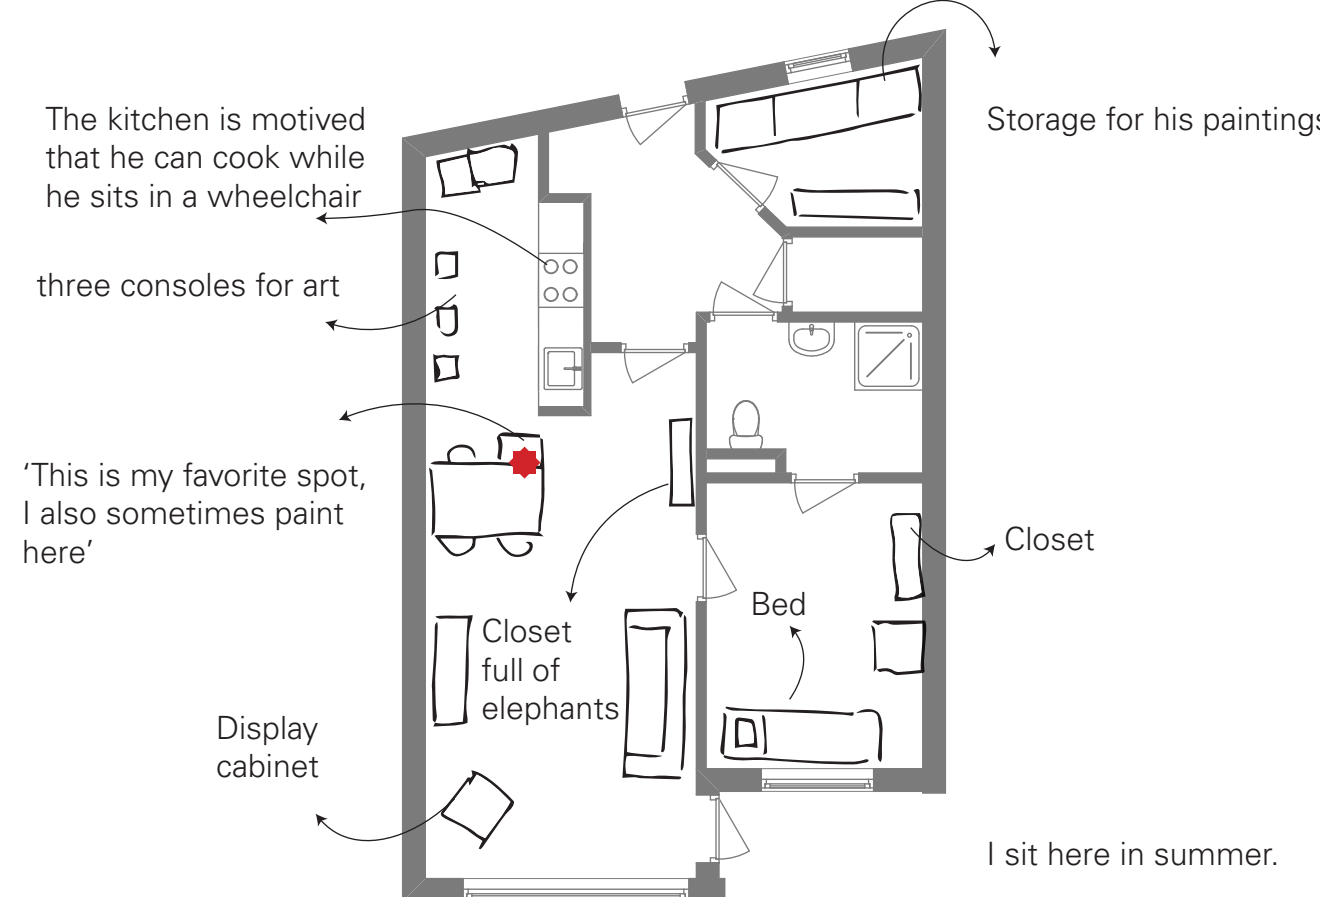 The kitchen is motived
that he can cook while
he sits in a wheelchair
Storage for his paintings
three consoles for art
'This is my favorite spot,
I also sometimes paint
here'
Closet
Bed
Closet
full of
elephants
Display
cabinet
I sit here in summer.